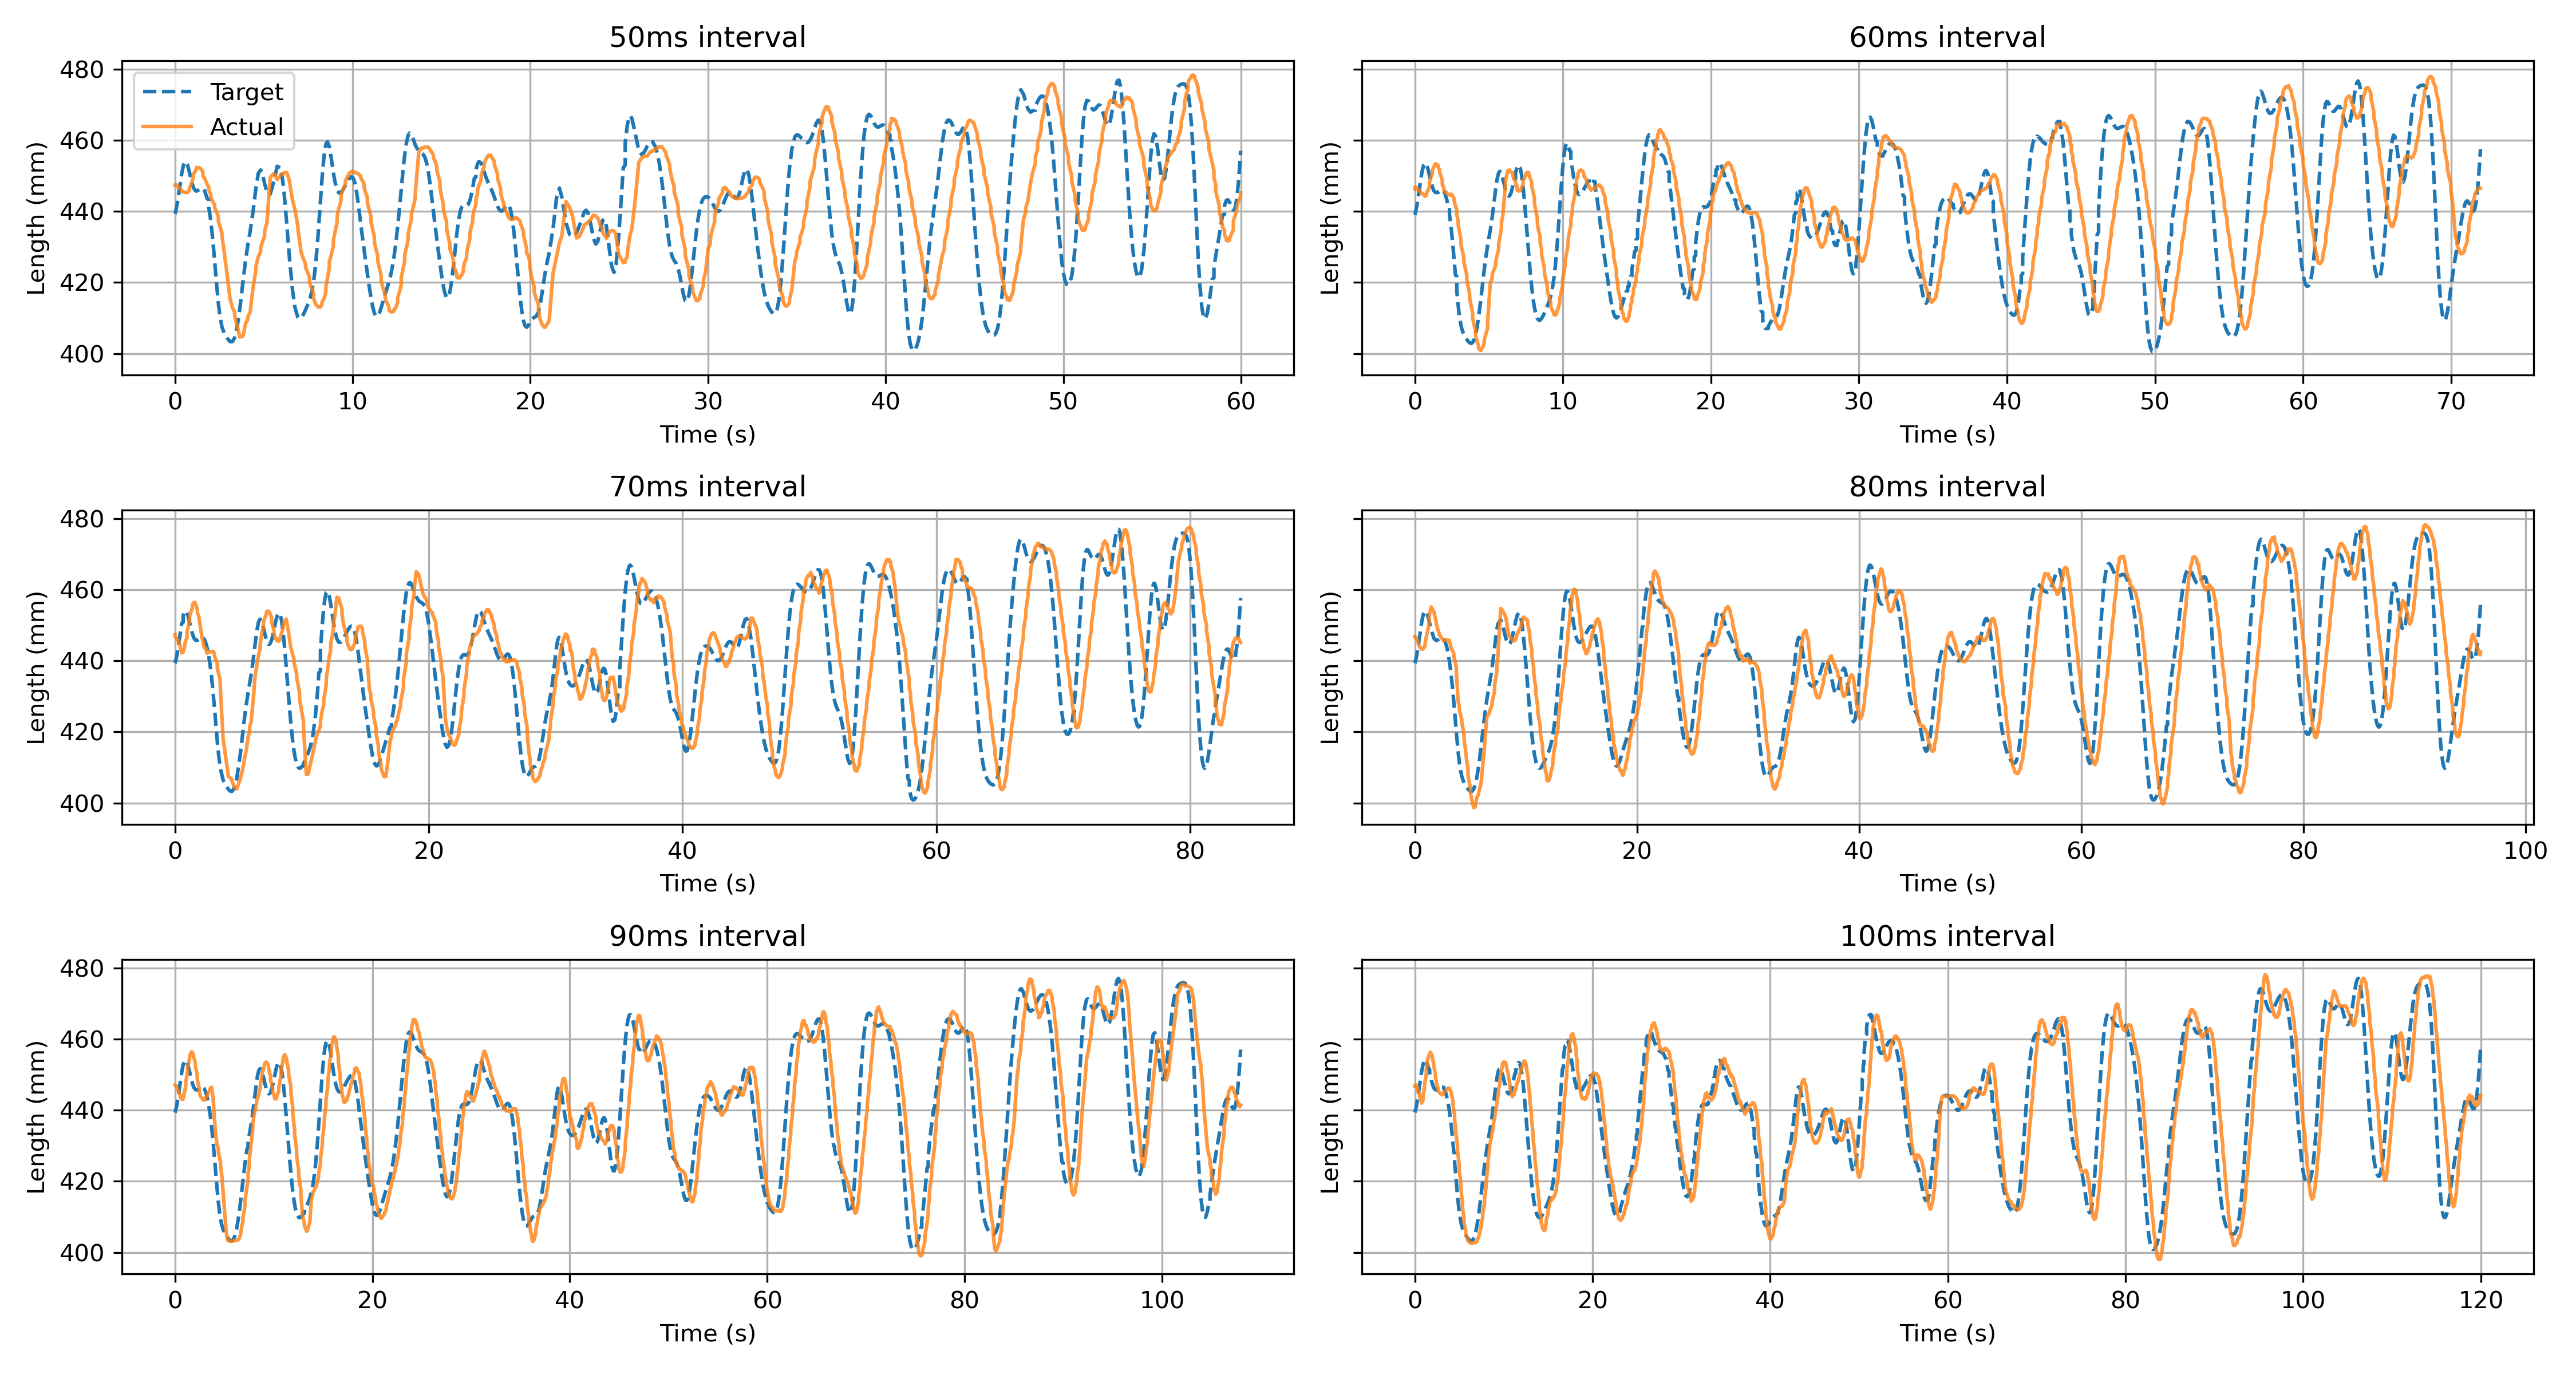 50ms interval
480
460
440
420
400
Length (mm)
Target
Actual
0 10 20 30 40 50 60
Time (s)
60ms interval
Length (mm)
0 10 20 30 40 50 60 70
Time (s)
70ms interval
480
460
440
420
400
Length (mm)
0 20 40 60 80
Time (s)
80ms interval
Length (mm)
0 20 40 60 80 100
Time (s)
90ms interval
480
460
440
420
400
Length (mm)
0 20 40 60 80 100
Time (s)
100ms interval
Length (mm)
0 20 40 60 80 100 120
Time (s)